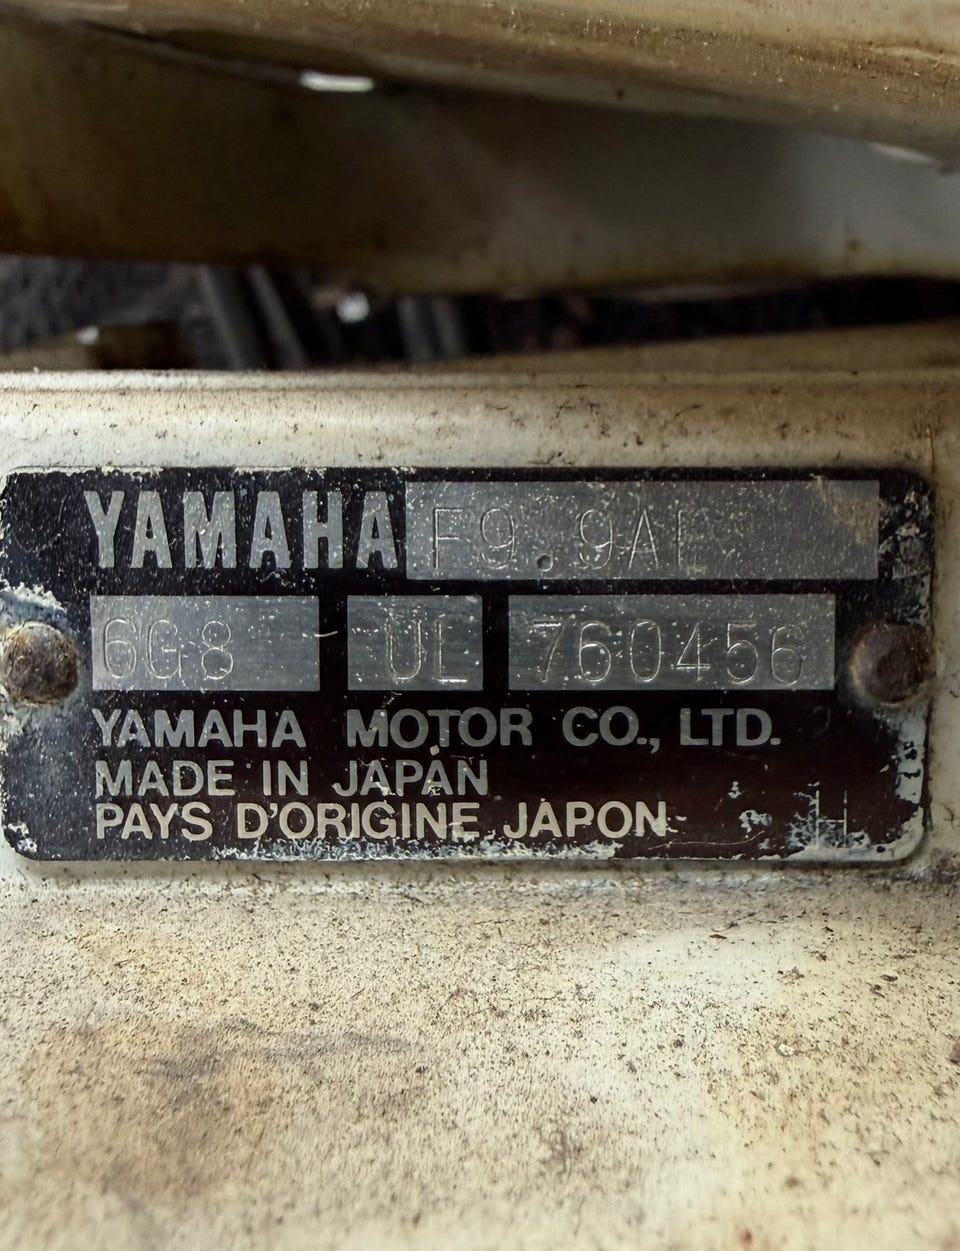 YAMAHA F9.9AL
6G8 UL 760456
YAMAHA MOTOR CO., LTD.
MADE IN JAPAN
PAYS D'ORIGINE JAPON